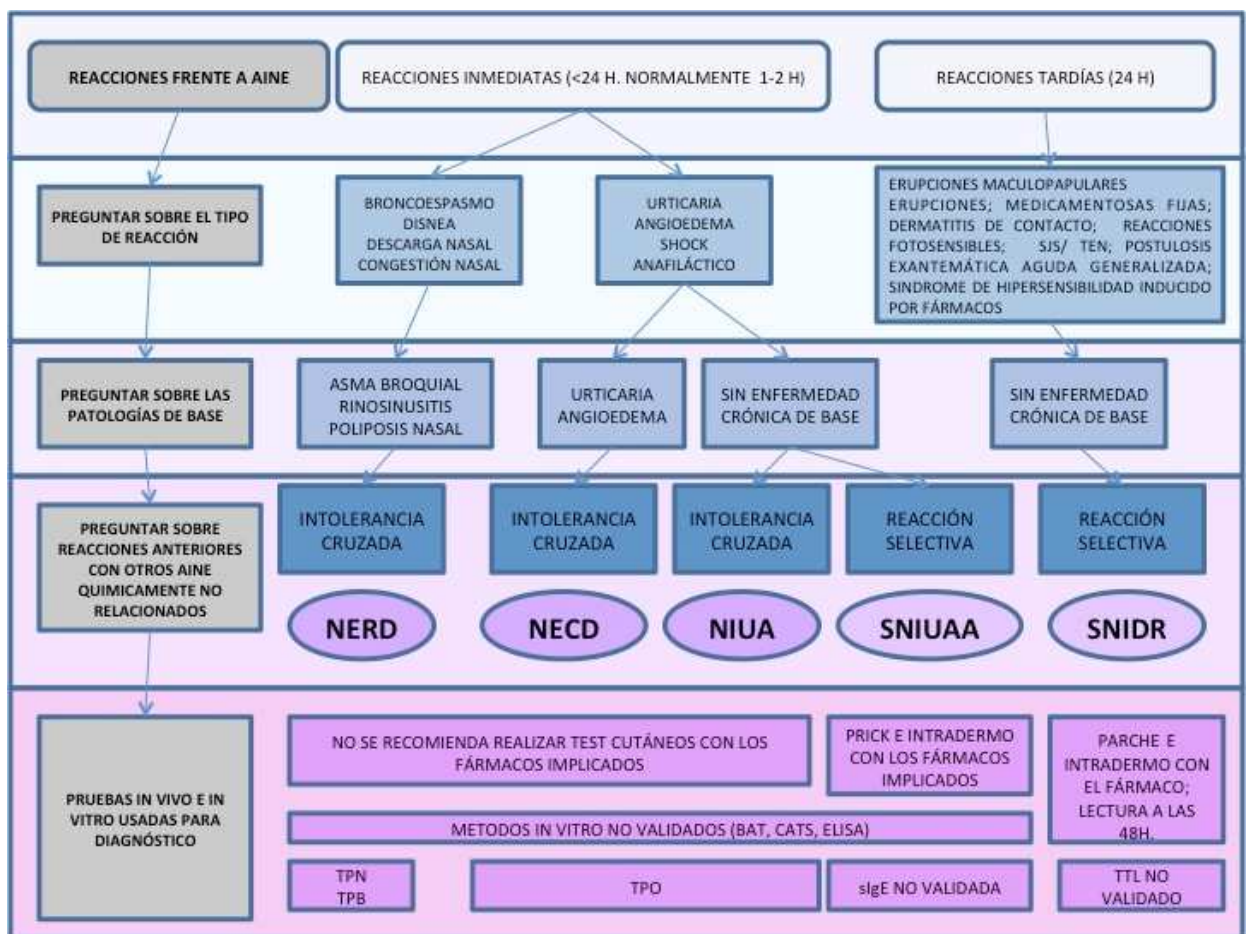 REACCIONES FRENTE A AINE
REACCIONES INMEDIATAS (<24 H. NORMALMENTE 1-2 H)
REACCIONES TARDÍAS (24 H)
PREGUNTAR SOBRE EL TIPO
DE REACCIÓN
BRONCOESPASMO
DISNEA
DESCARGA NASAL
CONGESTIÓN NASAL
URTICARIA
ANGIOEDEMA
SHOCK
ANAFILÁCTICO
ERUPCIONES MACULOPAPULARES
ERUPCIONES; MEDICAMENTOSAS FIJAS;
DERMATITIS DE CONTACTO; REACCIONES
FOTOSENSIBLES; SJS/ TEN; POSTULOSIS
EXANTEMÁTICA AGUDA GENERALIZADA;
SINDROME DE HIPERSENSIBILIDAD INDUCIDO
POR FÁRMACOS
PREGUNTAR SOBRE LAS
PATOLOGÍAS DE BASE
ASMA BROQUIAL
RINOSINUSITIS
POLIPOSIS NASAL
URTICARIA
ANGIOEDEMA
SIN ENFERMEDAD
CRÓNICA DE BASE
SIN ENFERMEDAD
CRÓNICA DE BASE
PREGUNTAR SOBRE
REACCIONES ANTERIORES
CON OTROS AINE
QUIMICAMENTE NO
RELACIONADOS
INTOLERANCIA
CRUZADA
INTOLERANCIA
CRUZADA
INTOLERANCIA
CRUZADA
REACCIÓN
SELECTIVA
REACCIÓN
SELECTIVA
NERD
NECD
NIUA
SNIUAA
SNIDR
PRUEBAS IN VIVO E IN
VITRO USADAS PARA
DIAGNÓSTICO
NO SE RECOMIENDA REALIZAR TEST CUTÁNEOS CON LOS
FÁRMACOS IMPLICADOS
PRICK E INTRADERMO
CON LOS FÁRMACOS
IMPLICADOS
PARCHE E
INTRADERMO CON
EL FÁRMACO;
LECTURA A LAS
48H.
METODOS IN VITRO NO VALIDADOS (BAT, CATS, ELISA)
TPN
TPB
TPO
sIgE NO VALIDADA
TTL NO
VALIDADO